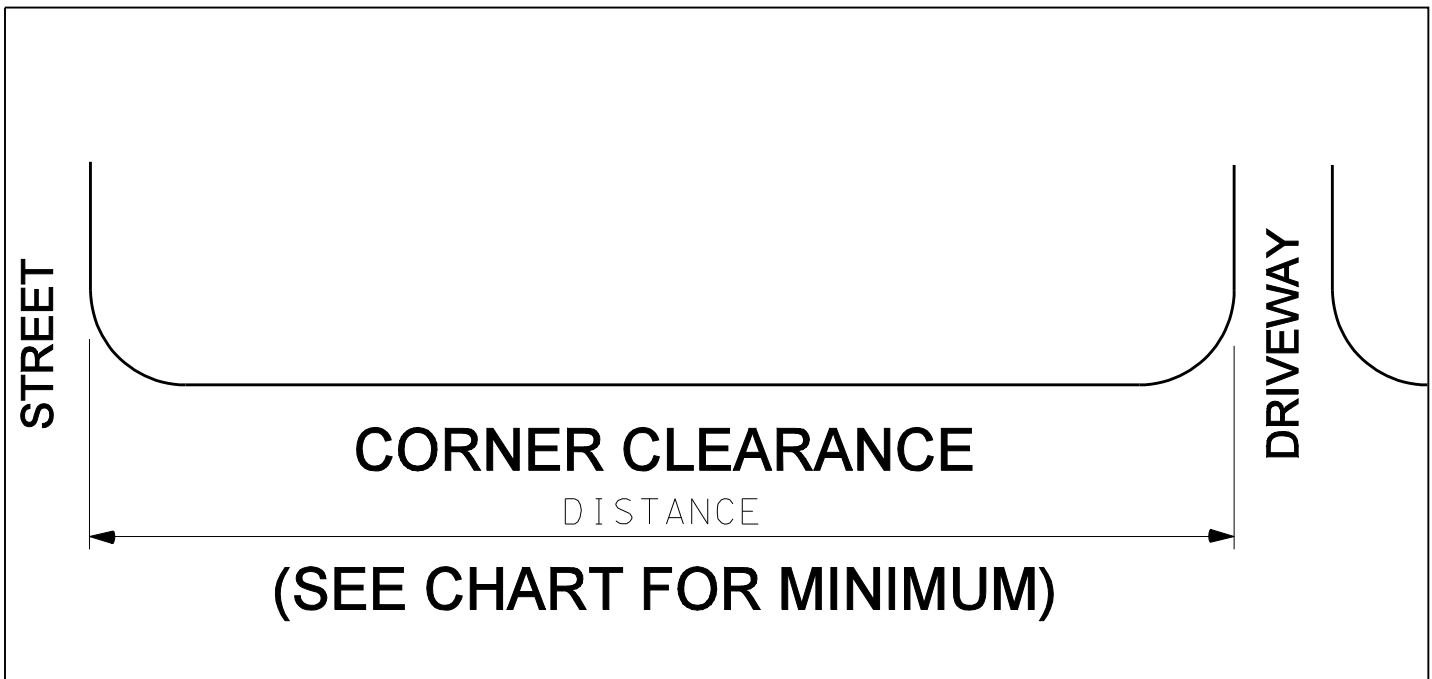 STREET
CORNER CLEARANCE
DISTANCE
(SEE CHART FOR MINIMUM)
DRIVEWAY